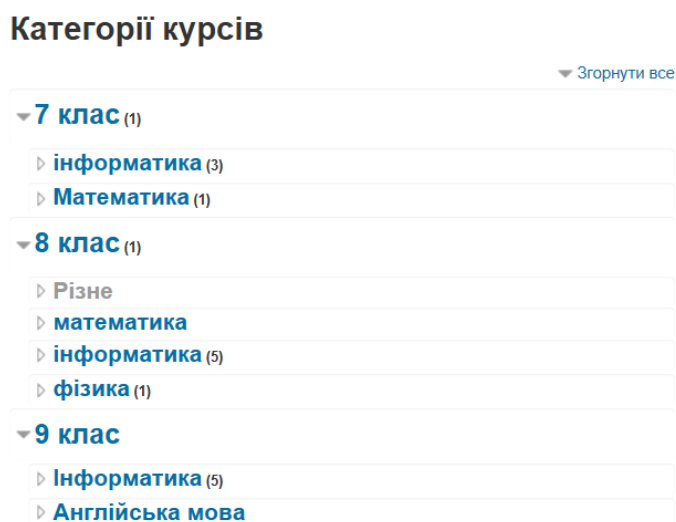 Категорії курсів
Згорнути все
7 клас (1)
інформатика (3)
Математика (1)
8 клас (1)
Різне
математика
інформатика (5)
фізика (1)
9 клас
Інформатика (5)
Англійська мова